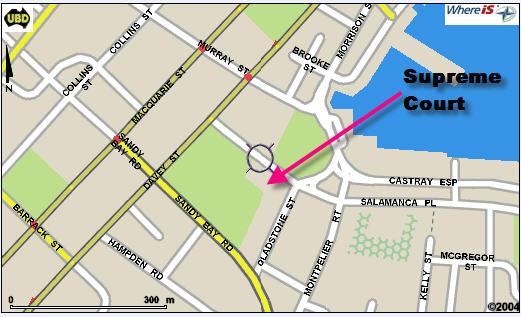 UBD
Where iS
COLLINS ST
COLLINS ST
MURRAY ST
BROOKE
ST
MORRISON ST
MACQUARIE ST
N
Supreme
Court
SANDY
BAY RD
DAVEY ST
CASTRAY ESP
SALAMANCA PL
SANDY BAY RD
BARRACK ST
HAMPDEN RD
GLADSTONE ST
MONTPELIER RT
KELLY ST
MCGREGOR
ST
0 300 m
©2004